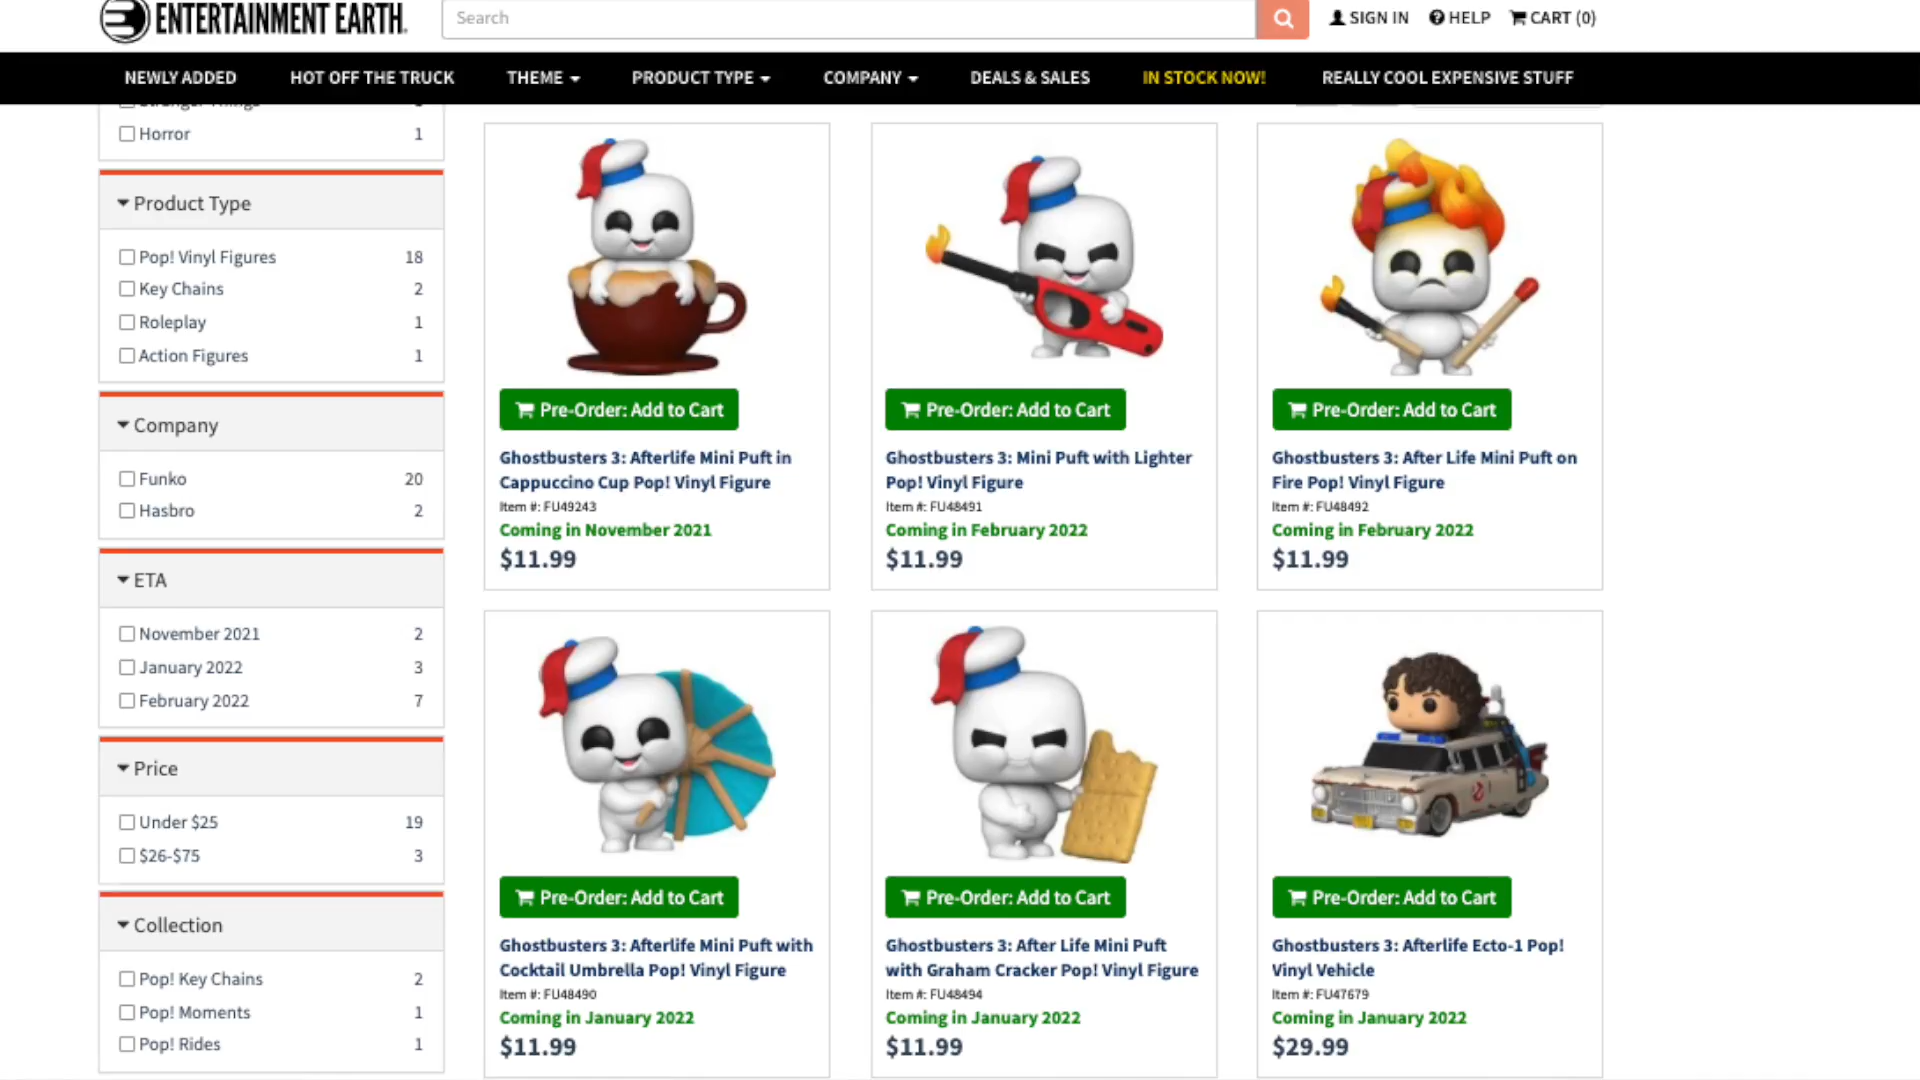 ENTERTAINMENT EARTH
Search
SIGN IN
HELP
CART (0)
NEWLY ADDED
HOT OFF THE TRUCK
THEME
PRODUCT TYPE
COMPANY
DEALS & SALES
IN STOCK NOW!
REALLY COOL EXPENSIVE STUFF
Horror 1
Product Type
Pop! Vinyl Figures 18
Key Chains 2
Roleplay 1
Action Figures 1
Company
Funko 20
Hasbro 2
ETA
November 2021 2
January 2022 3
February 2022 7
Price
Under $25 19
$26-$75 3
Collection
Pop! Key Chains 2
Pop! Moments 1
Pop! Rides 1
Pre-Order: Add to Cart
Ghostbusters 3: Afterlife Mini Puft in
Cappuccino Cup Pop! Vinyl Figure
Item #: FU49243
Coming in November 2021
$11.99
Pre-Order: Add to Cart
Ghostbusters 3: Mini Puft with Lighter
Pop! Vinyl Figure
Item #: FU48491
Coming in February 2022
$11.99
Pre-Order: Add to Cart
Ghostbusters 3: After Life Mini Puft on
Fire Pop! Vinyl Figure
Item #: FU48492
Coming in February 2022
$11.99
Pre-Order: Add to Cart
Ghostbusters 3: Afterlife Mini Puft with
Cocktail Umbrella Pop! Vinyl Figure
Item #: FU48490
Coming in January 2022
$11.99
Pre-Order: Add to Cart
Ghostbusters 3: After Life Mini Puft
with Graham Cracker Pop! Vinyl Figure
Item #: FU48494
Coming in January 2022
$11.99
Pre-Order: Add to Cart
Ghostbusters 3: Afterlife Ecto-1 Pop!
Vinyl Vehicle
Item #: FU47679
Coming in January 2022
$29.99